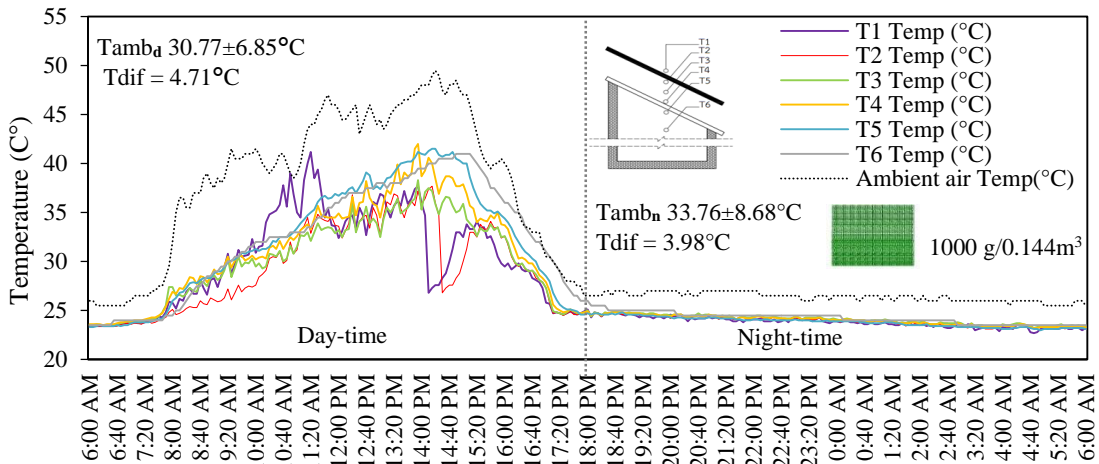 55
50
45
40
35
30
25
20
Temperature (C°)
Tamb_d 30.77±6.85°C
Tdif = 4.71°C
T1
T2
T3
T4
T5
T6
T1 Temp (°C)
T2 Temp (°C)
T3 Temp (°C)
T4 Temp (°C)
T5 Temp (°C)
T6 Temp (°C)
Ambient air Temp(°C)
Tamb_n 33.76±8.68°C
Tdif = 3.98°C
1000 g/0.144m³
Day-time
Night-time
6:00 AM
6:40 AM
7:20 AM
8:00 AM
8:40 AM
9:20 AM
10:00 AM
10:40 AM
11:20 AM
12:00 PM
12:40 PM
13:20 PM
14:00 PM
14:40 PM
15:20 PM
16:00 PM
16:40 PM
17:20 PM
18:00 PM
18:40 PM
19:20 PM
20:00 PM
20:40 PM
21:20 PM
22:00 PM
22:40 PM
23:20 PM
0:00 AM
0:40 AM
1:20 AM
2:00 AM
2:40 AM
3:20 AM
4:00 AM
4:40 AM
5:20 AM
6:00 AM